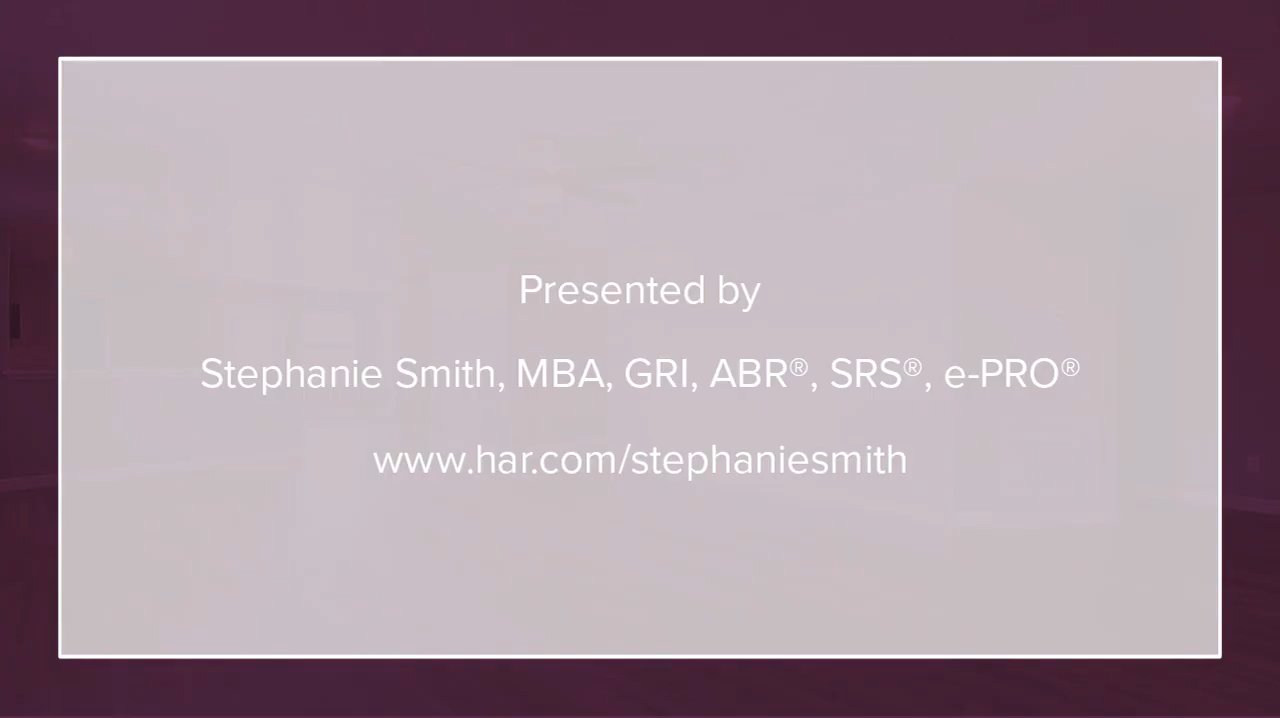 Presented by
Stephanie Smith, MBA, GRI, ABR®, SRS®, e-PRO®
www.har.com/stephaniesmith